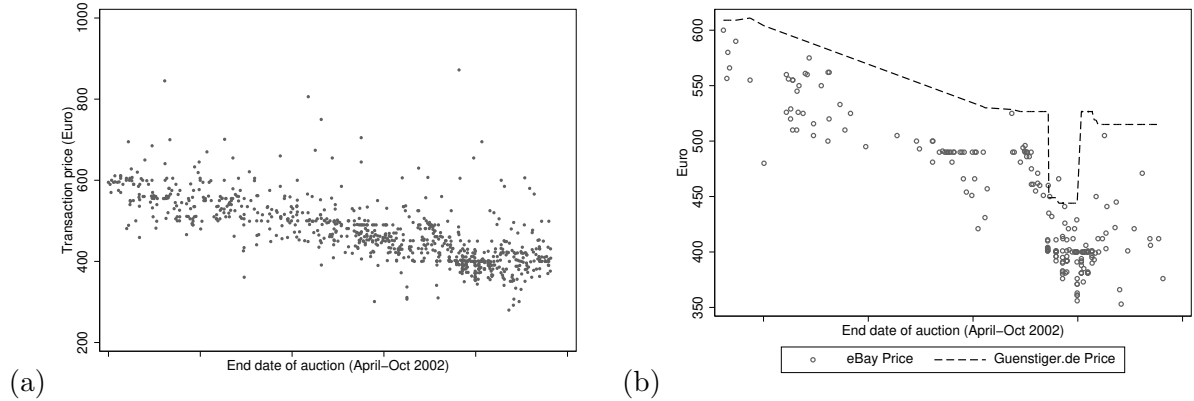 1000
800
600
400
200
Transaction price (Euro)
End date of auction (April–Oct 2002)
(a)
600
550
500
450
400
350
Euro
End date of auction (April–Oct 2002)
eBay Price
Guenstiger.de Price
(b)